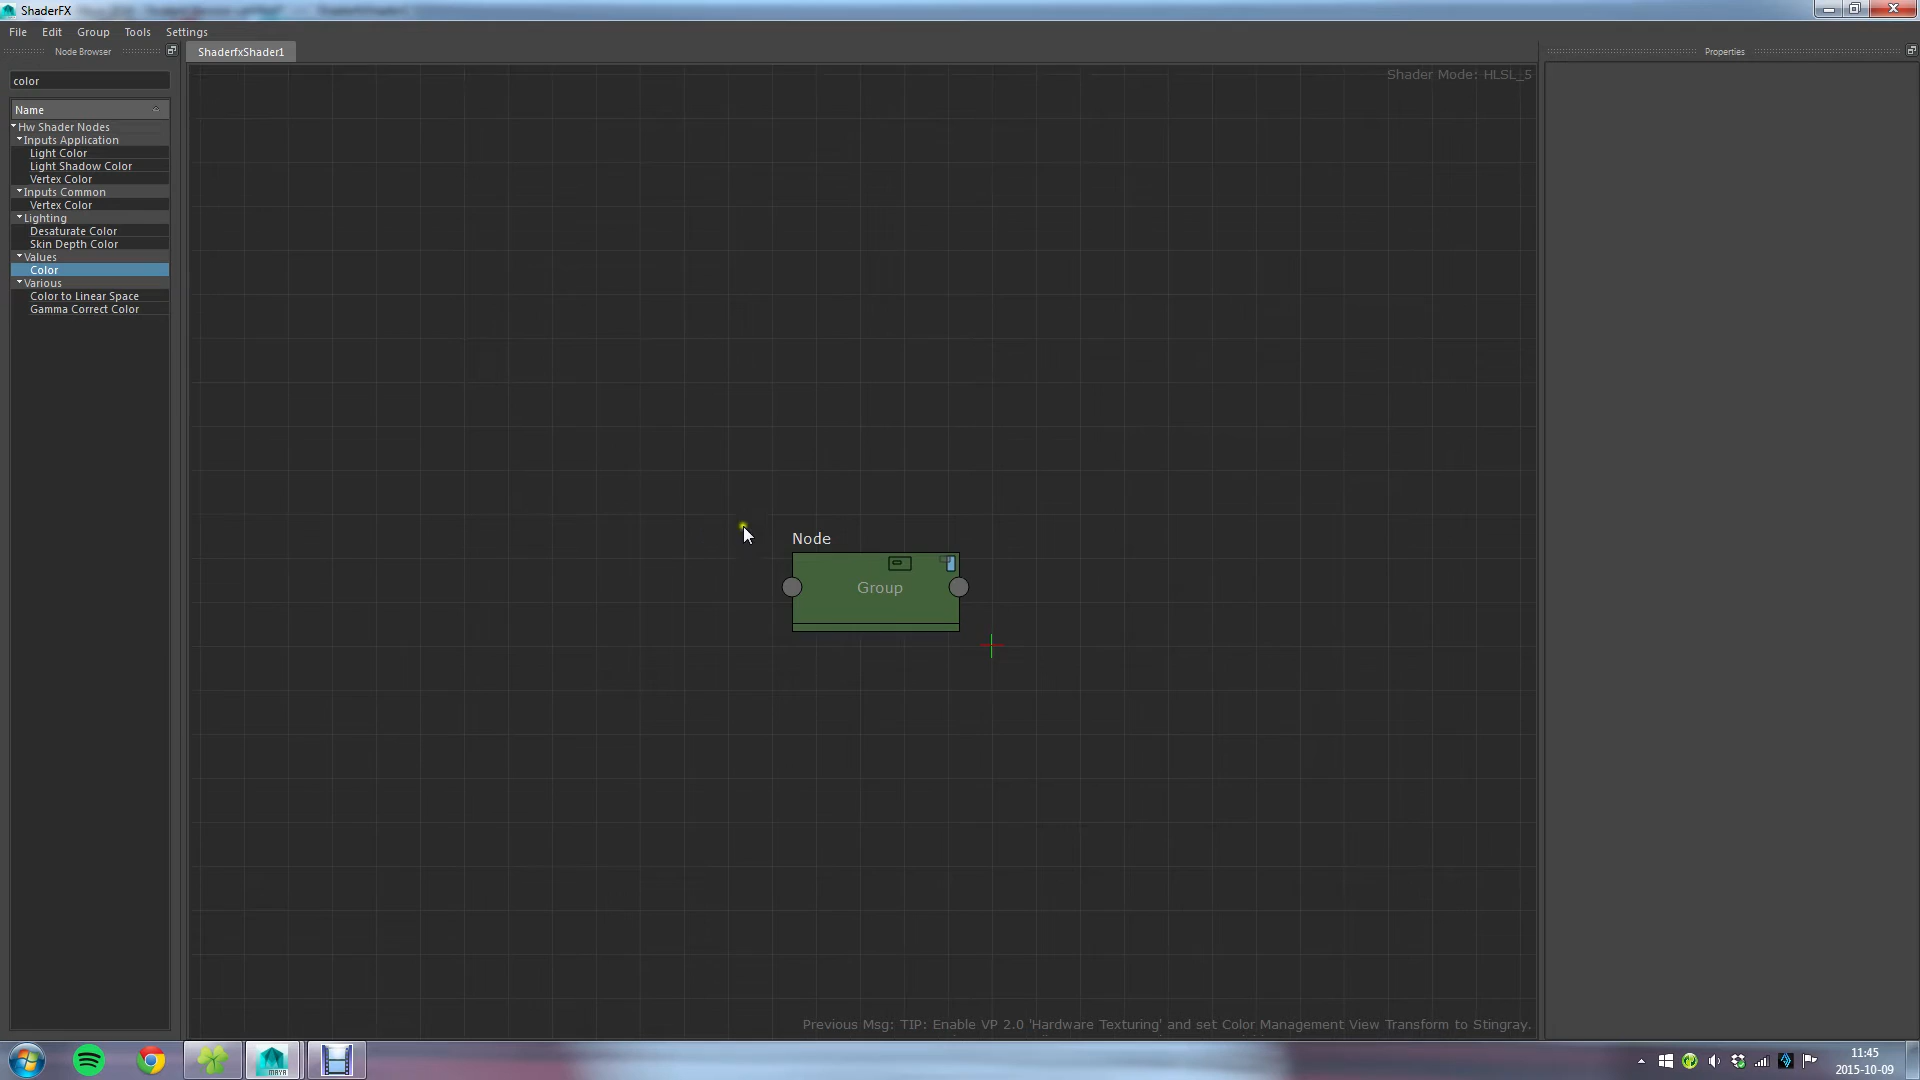 ShaderFX
File Edit Group Tools Settings
Node Browser
ShaderfxShader1
Properties
Shader Mode: HLSL_5
color
Name
Hw Shader Nodes
Inputs Application
Light Color
Light Shadow Color
Vertex Color
Inputs Common
Vertex Color
Lighting
Desaturate Color
Skin Depth Color
Values
Color
Various
Color to Linear Space
Gamma Correct Color
Node
Group
Previous Msg: TIP: Enable VP 2.0 'Hardware Texturing' and set Color Management View Transform to Stingray.
MAYA
11:45
2015-10-09